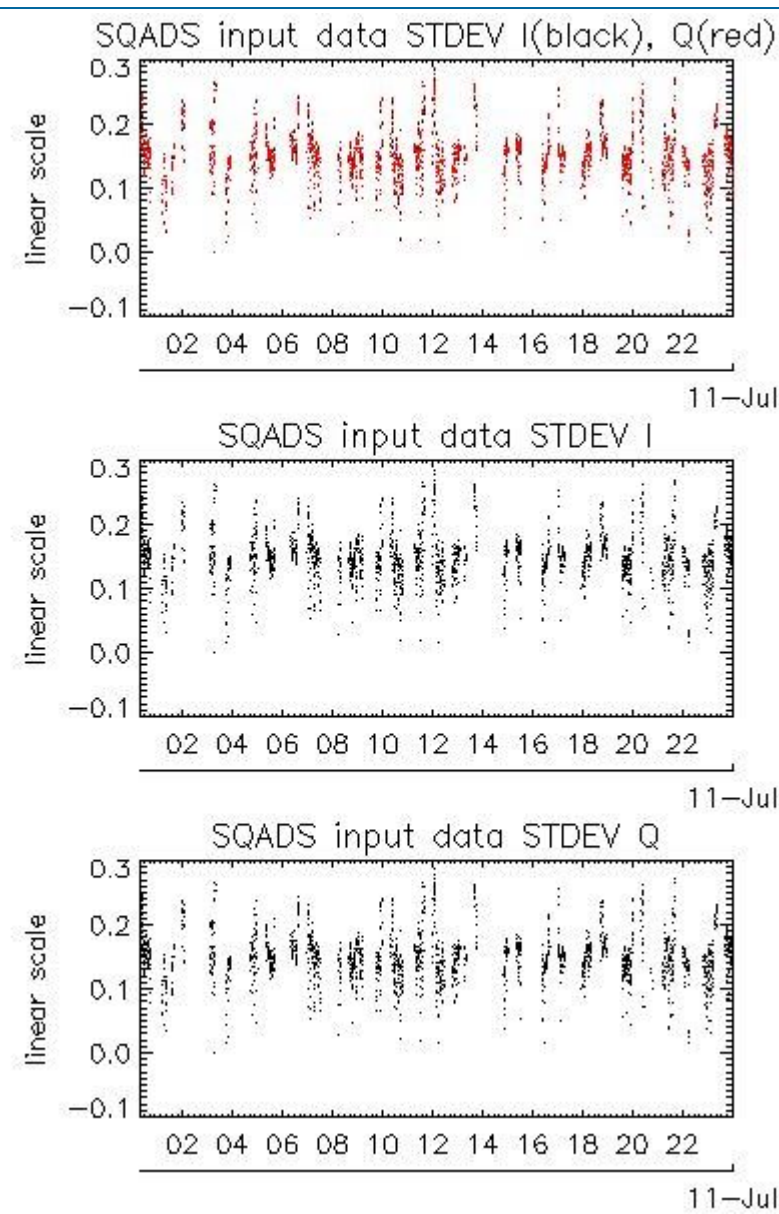 SQADS input data STDEV I(black), Q(red)
0.3
0.2
0.1
0.0
−0.1
linear scale
02 04 06 08 10 12 14 16 18 20 22
11−Jul
SQADS input data STDEV I
0.3
0.2
0.1
0.0
−0.1
linear scale
02 04 06 08 10 12 14 16 18 20 22
11−Jul
SQADS input data STDEV Q
0.3
0.2
0.1
0.0
−0.1
linear scale
02 04 06 08 10 12 14 16 18 20 22
11−Jul